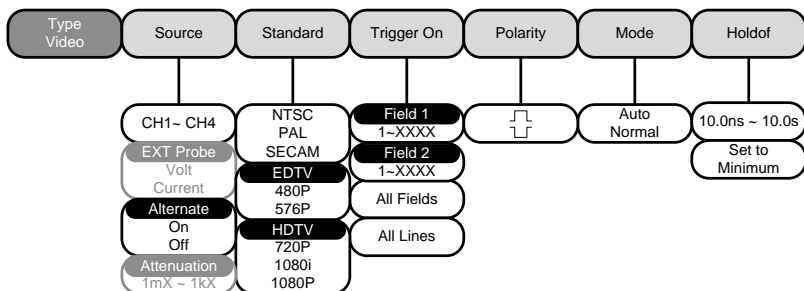 Type
Video
Source
Standard
Trigger On
Polarity
Mode
Holdof
CH1~ CH4
EXT Probe
Volt
Current
Alternate
On
Off
Attenuation
1mX ~ 1kX
NTSC
PAL
SECAM
EDTV
480P
576P
HDTV
720P
1080i
1080P
Field 1
1~XXXX
Field 2
1~XXXX
All Fields
All Lines
Auto
Normal
10.0ns ~ 10.0s
Set to
Minimum